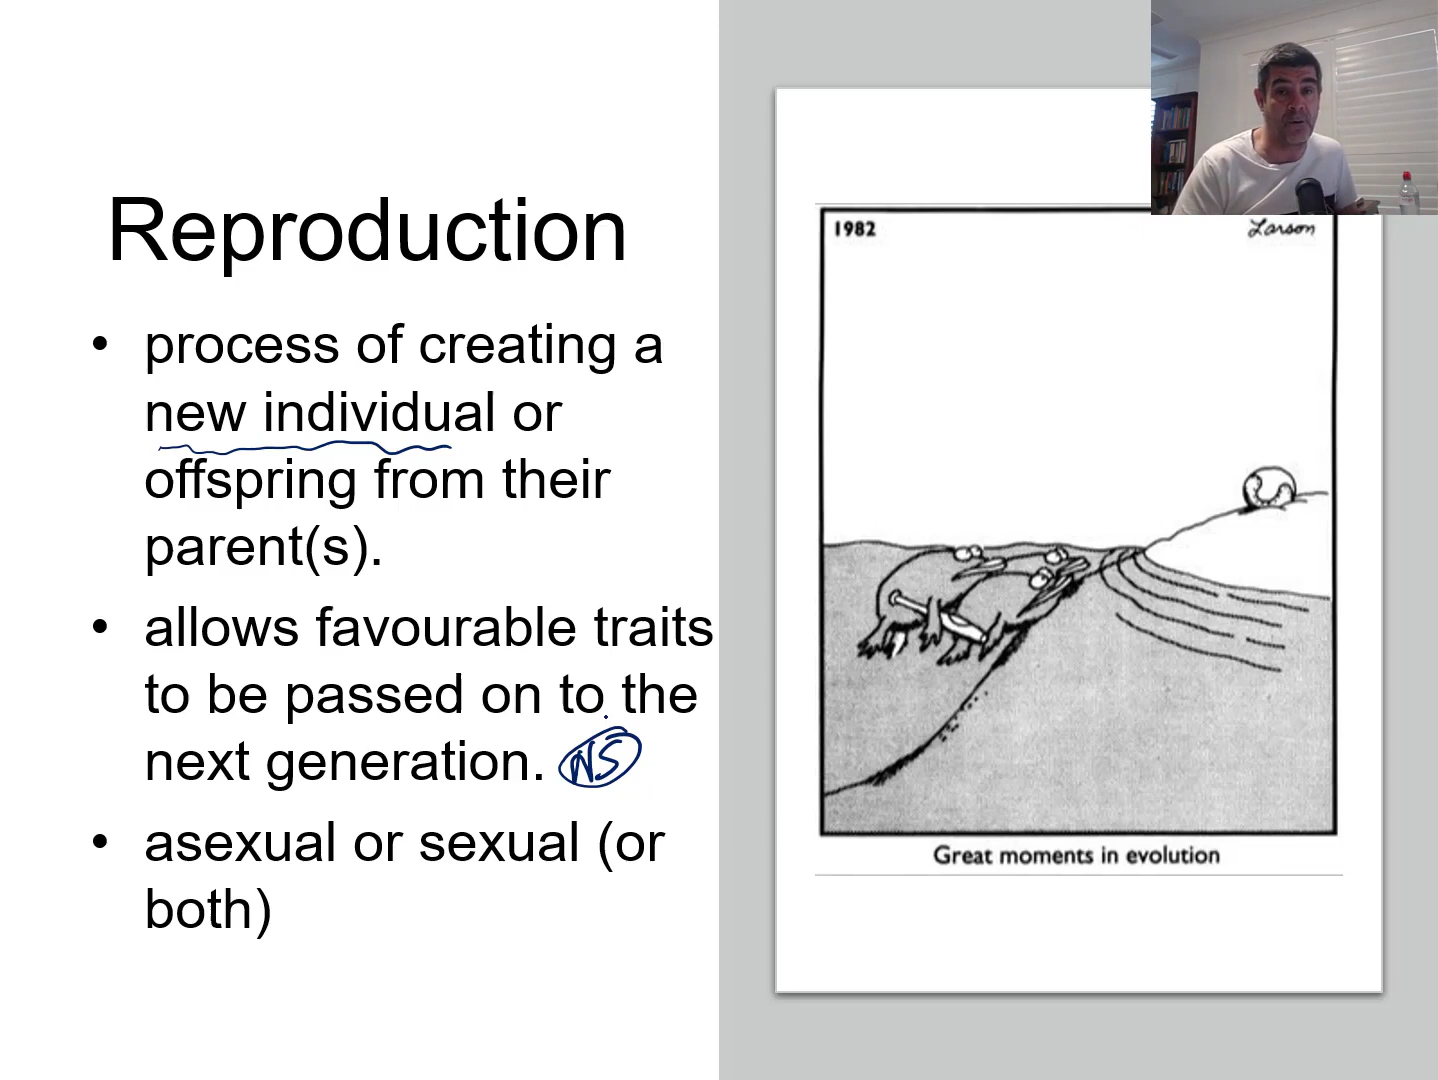 Reproduction
• process of creating a
new individual or
offspring from their
parent(s).
• allows favourable traits
to be passed on to the
next generation. NS
• asexual or sexual (or
both)
1982
Larson
Great moments in evolution